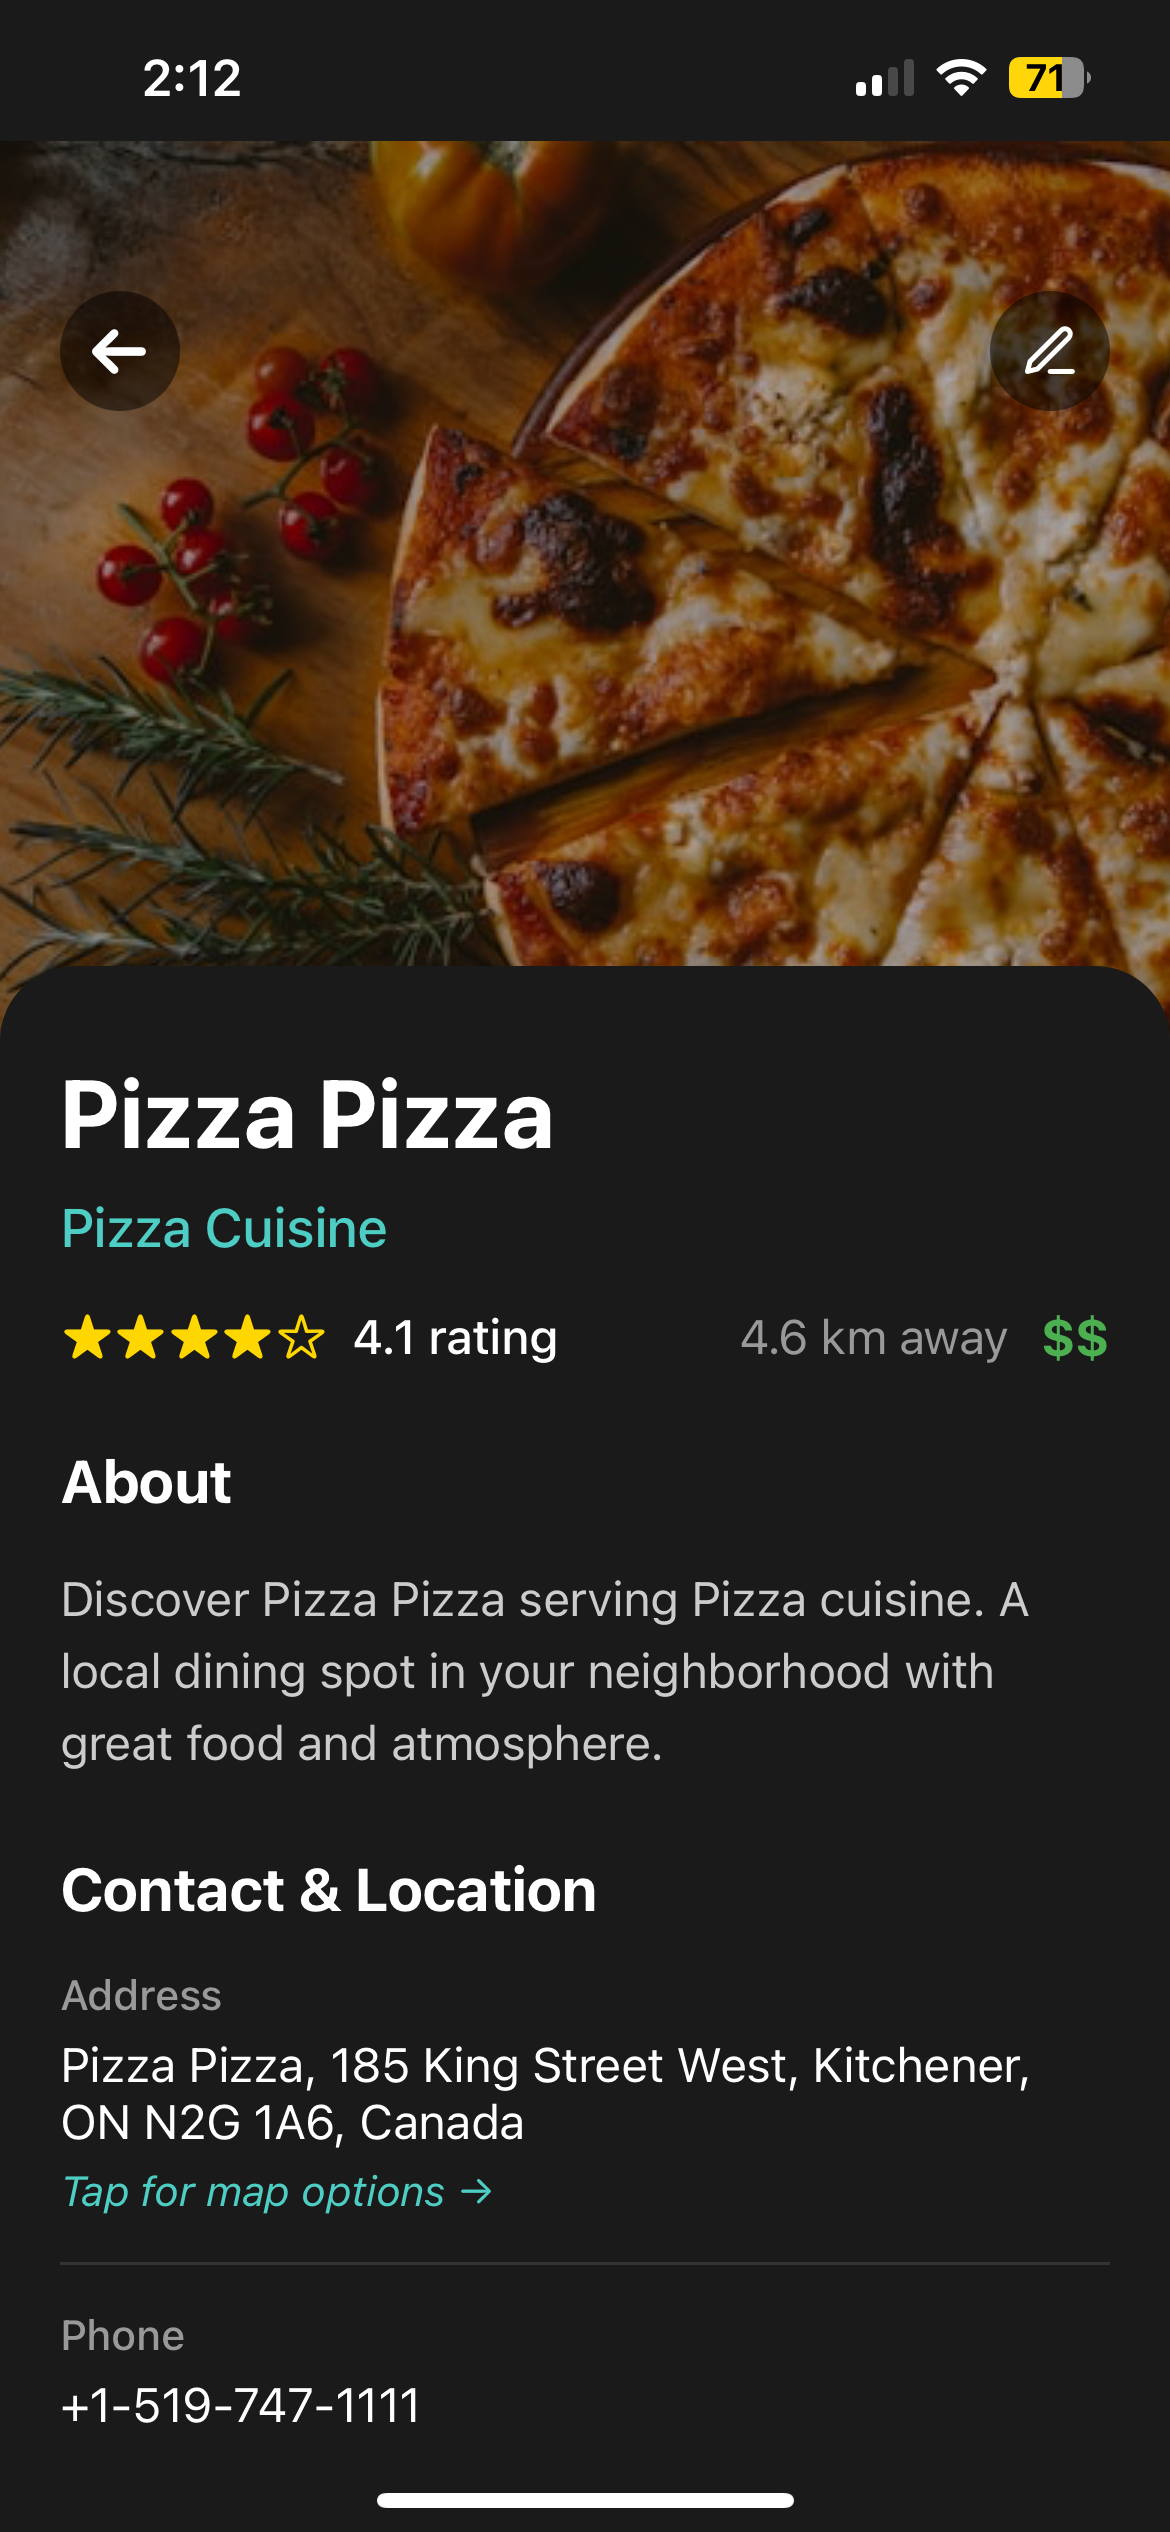 2:12
71
Pizza Pizza
Pizza Cuisine
★★★★☆ 4.1 rating 4.6 km away $$
About
Discover Pizza Pizza serving Pizza cuisine. A
local dining spot in your neighborhood with
great food and atmosphere.
Contact & Location
Address
Pizza Pizza, 185 King Street West, Kitchener,
ON N2G 1A6, Canada
Tap for map options →
Phone
+1-519-747-1111